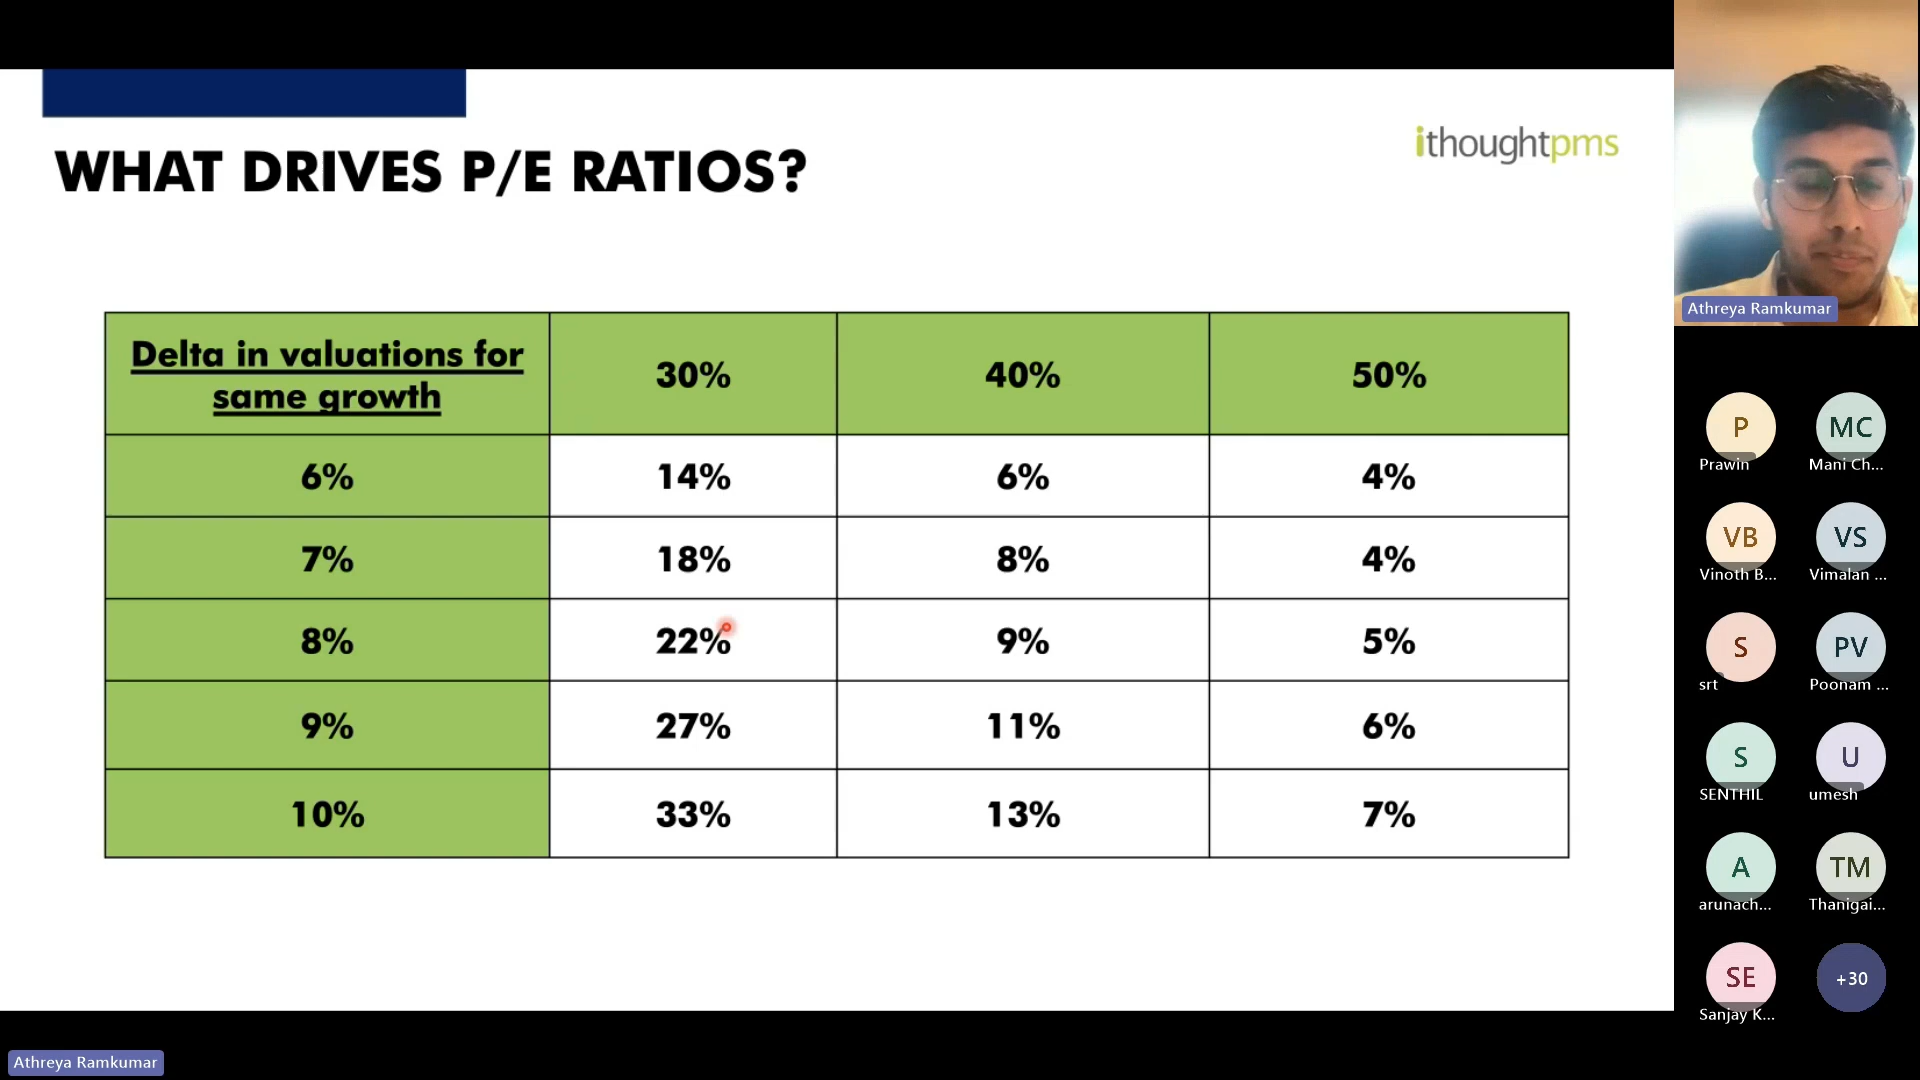 WHAT DRIVES P/E RATIOS?
ithoughtpms
Delta in valuations for
same growth
30%
40%
50%
6%
14%
6%
4%
7%
18%
8%
4%
8%
22%
9%
5%
9%
27%
11%
6%
10%
33%
13%
7%
Athreya Ramkumar
P
Prawin
MC
Mani Ch...
VB
Vinoth B...
VS
Vimalan ...
S
srt
PV
Poonam ...
S
SENTHIL
U
umesh
A
arunach...
TM
Thanigai...
SE
Sanjay K...
+30
Athreya Ramkumar